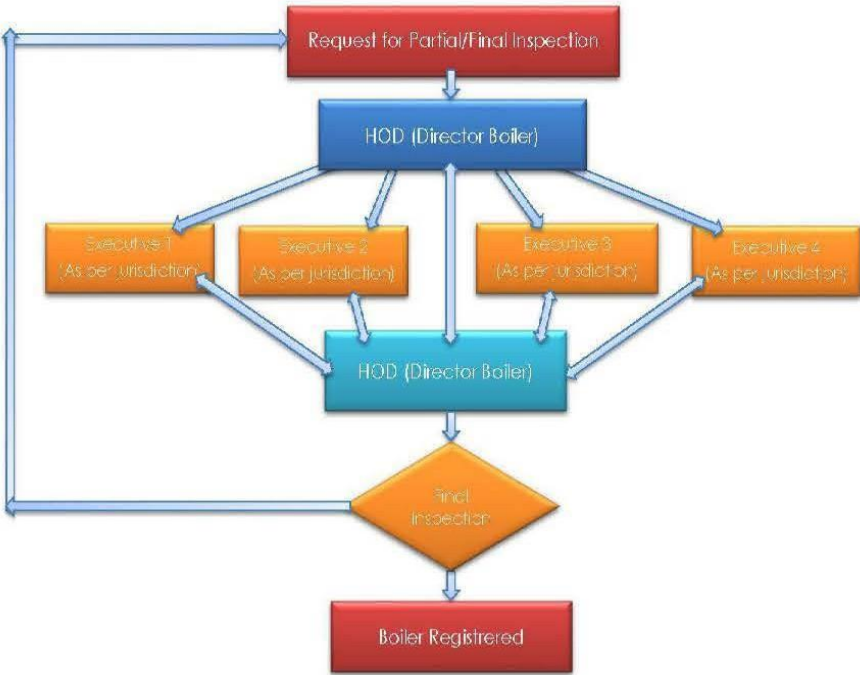 Request for Partial/Final Inspection
HOD (Director Boiler)
Executive 1
(As per jurisdiction)
Executive 2
(As per jurisdiction)
Executive 3
(As per jurisdiction)
Executive 4
(As per jurisdiction)
HOD (Director Boiler)
Final
Inspection
Boiler Registrered